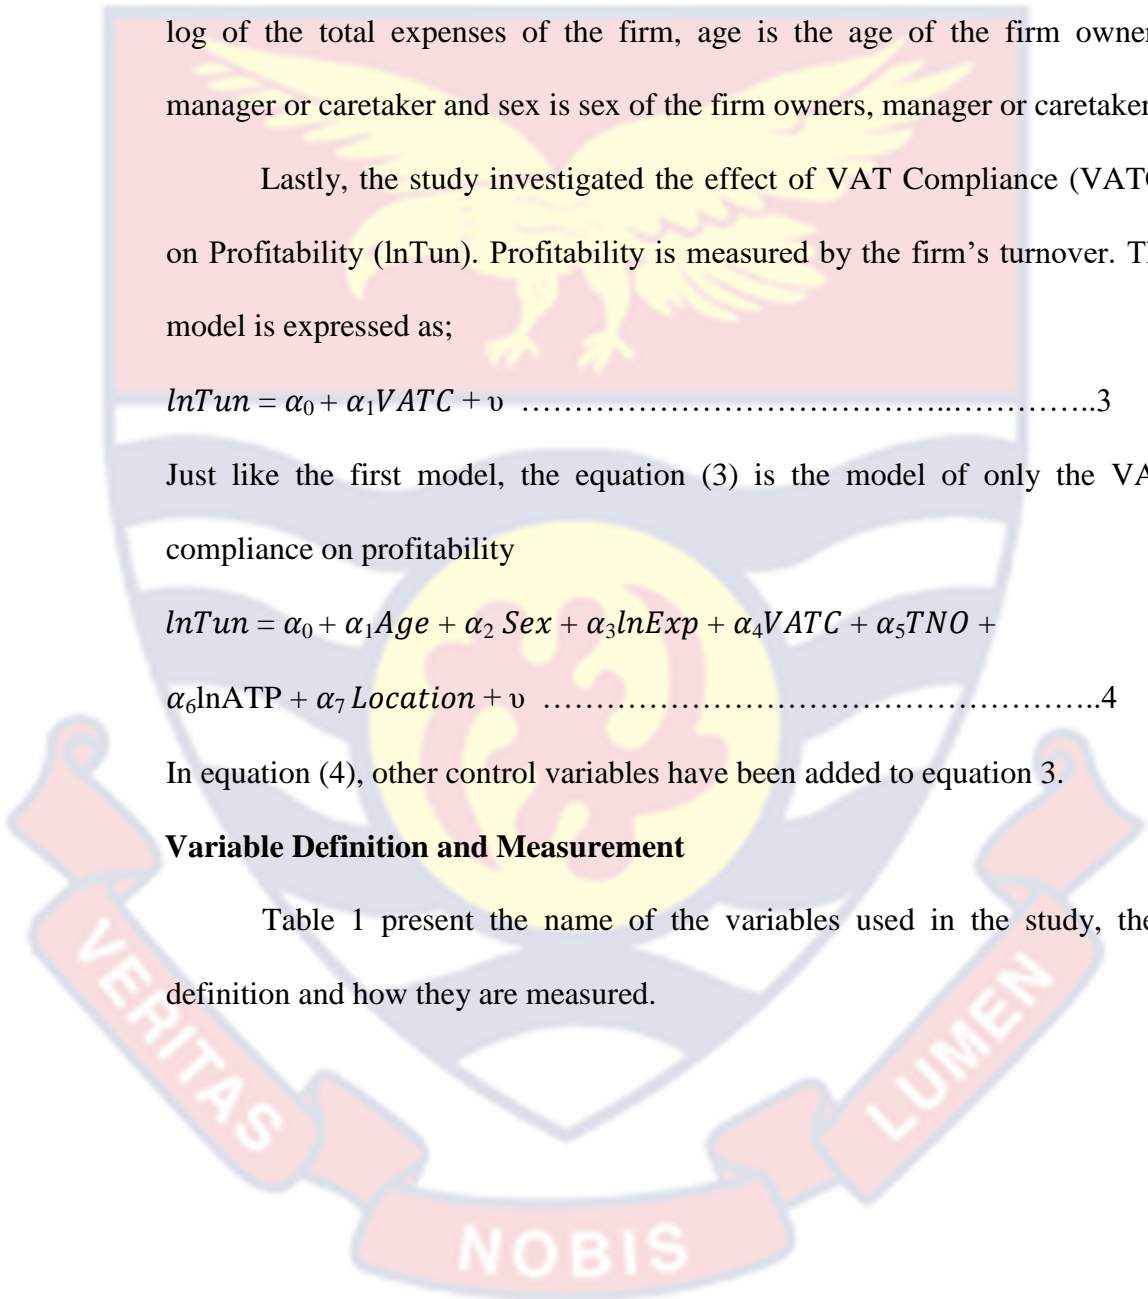 log of the total expenses of the firm, age is the age of the firm owner
manager or caretaker and sex is sex of the firm owners, manager or caretaker
Lastly, the study investigated the effect of VAT Compliance (VATC
on Profitability (lnTun). Profitability is measured by the firm’s turnover. Th
model is expressed as;
lnTun = α₀ + α₁VATC + υ …………………………………..…………..3
Just like the first model, the equation (3) is the model of only the VA
compliance on profitability
lnTun = α₀ + α₁Age + α₂ Sex + α₃lnExp + α₄VATC + α₅TNO +
α₆lnATP + α₇ Location + υ ……………………………………………..4
In equation (4), other control variables have been added to equation 3.
Variable Definition and Measurement
Table 1 present the name of the variables used in the study, the
definition and how they are measured.
VERITAS
NOBIS
LUMEN